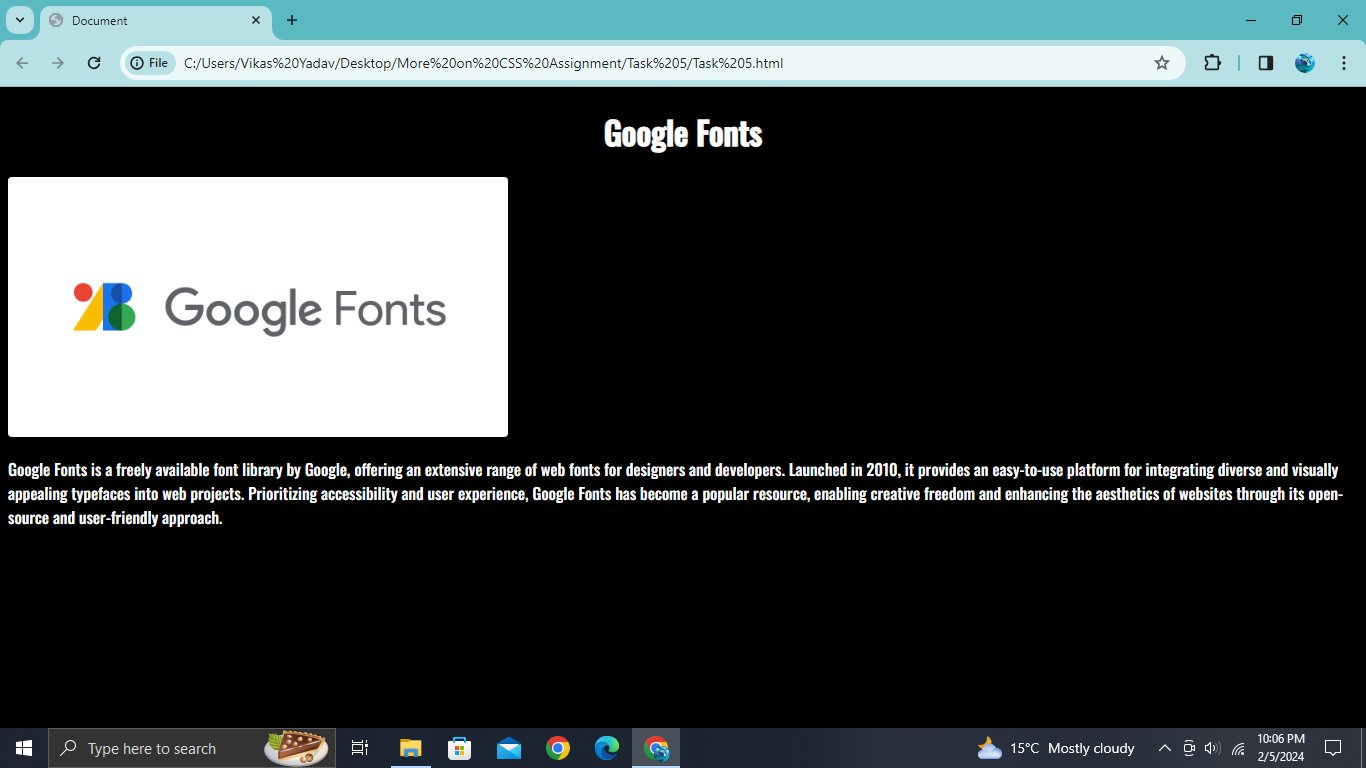 Document
File
C:/Users/Vikas%20Yadav/Desktop/More%20on%20CSS%20Assignment/Task%205/Task%205.html
Google Fonts
Google Fonts
Google Fonts is a freely available font library by Google, offering an extensive range of web fonts for designers and developers. Launched in 2010, it provides an easy-to-use platform for integrating diverse and visually
appealing typefaces into web projects. Prioritizing accessibility and user experience, Google Fonts has become a popular resource, enabling creative freedom and enhancing the aesthetics of websites through its open-
source and user-friendly approach.
Type here to search
15°C Mostly cloudy
10:06 PM
2/5/2024